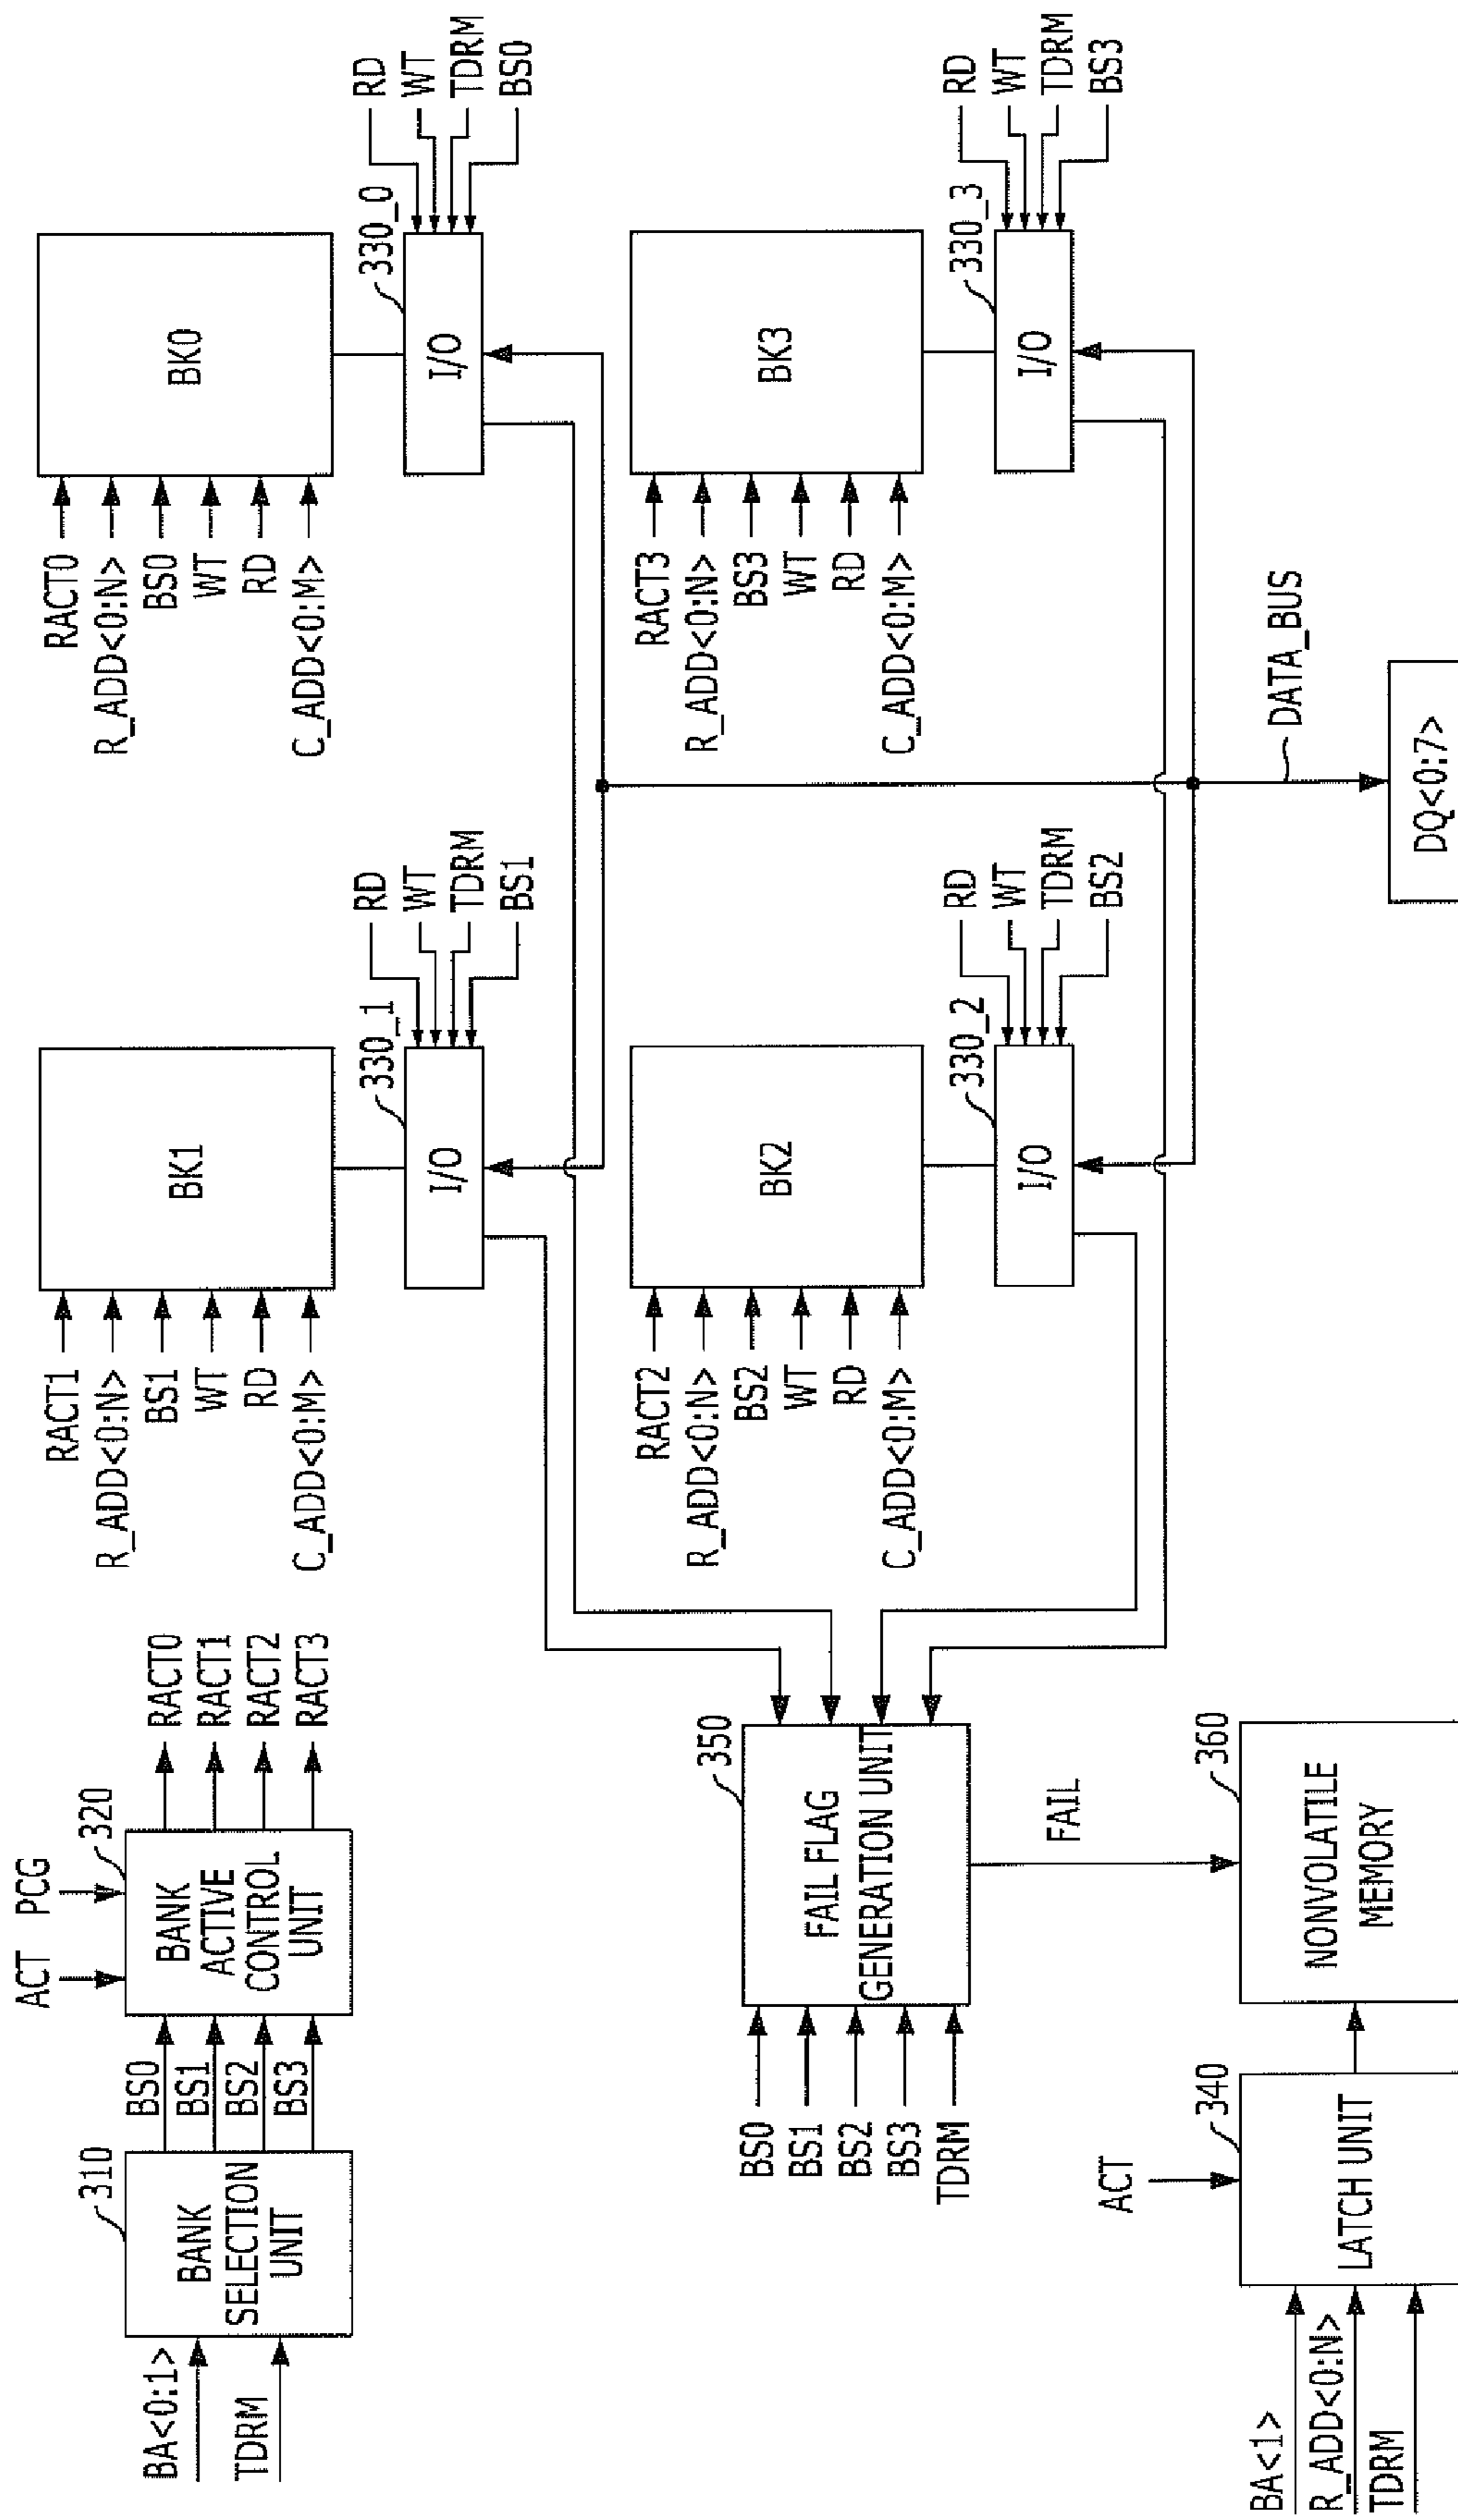 BA<0:1>
TDRM
310
BANK
SELECTION
UNIT
BS0
BS1
BS2
BS3
ACT
PCG
320
BANK
ACTIVE
CONTROL
UNIT
RACT0
RACT1
RACT2
RACT3
RACT1
R_ADD<0:N>
BS1
WT
RD
C_ADD<0:M>
BK1
330_1
I/O
RD
WT
TDRM
BS1
RACT0
R_ADD<0:N>
BS0
WT
RD
C_ADD<0:M>
BK0
330_0
I/O
RD
WT
TDRM
BS0
RACT2
R_ADD<0:N>
BS2
WT
RD
C_ADD<0:M>
BK2
330_2
I/O
RD
WT
TDRM
BS2
RACT3
R_ADD<0:N>
BS3
WT
RD
C_ADD<0:M>
BK3
330_3
I/O
RD
WT
TDRM
BS3
BS0
BS1
BS2
BS3
TDRM
350
FAIL FLAG
GENERATION UNIT
FAIL
BA<1>
R_ADD<0:N>
TDRM
ACT
340
LATCH UNIT
360
NONVOLATILE
MEMORY
DATA_BUS
DQ<0:7>